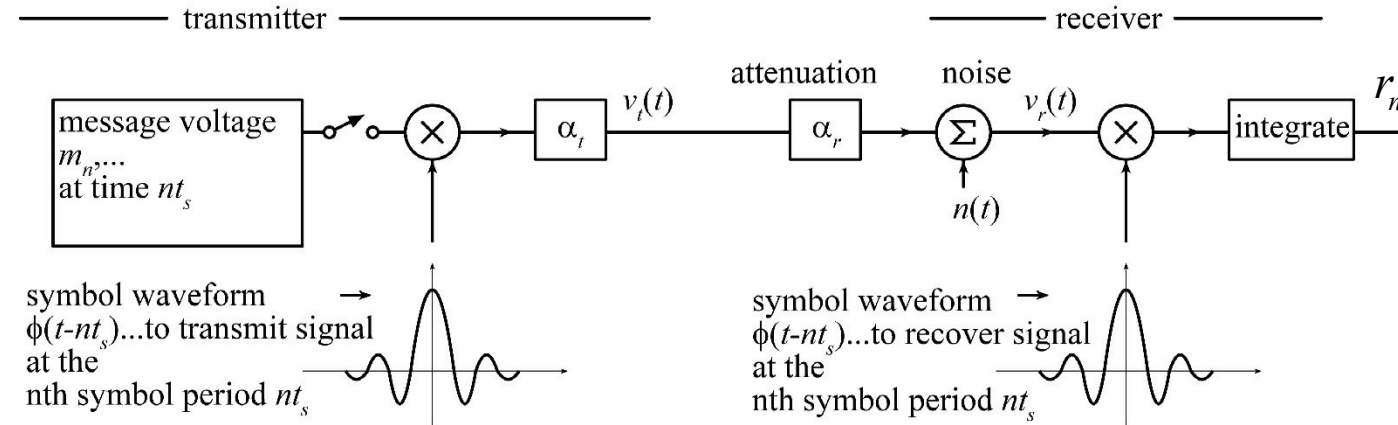 transmitter
receiver
attenuation
noise
message voltage
m_n,...
at time nt_s
×
α_t
v_t(t)
α_r
Σ
v_r(t)
×
integrate
r_n
n(t)
symbol waveform
ϕ(t-nt_s)...to transmit signal
at the
nth symbol period nt_s
symbol waveform
ϕ(t-nt_s)...to recover signal
at the
nth symbol period nt_s